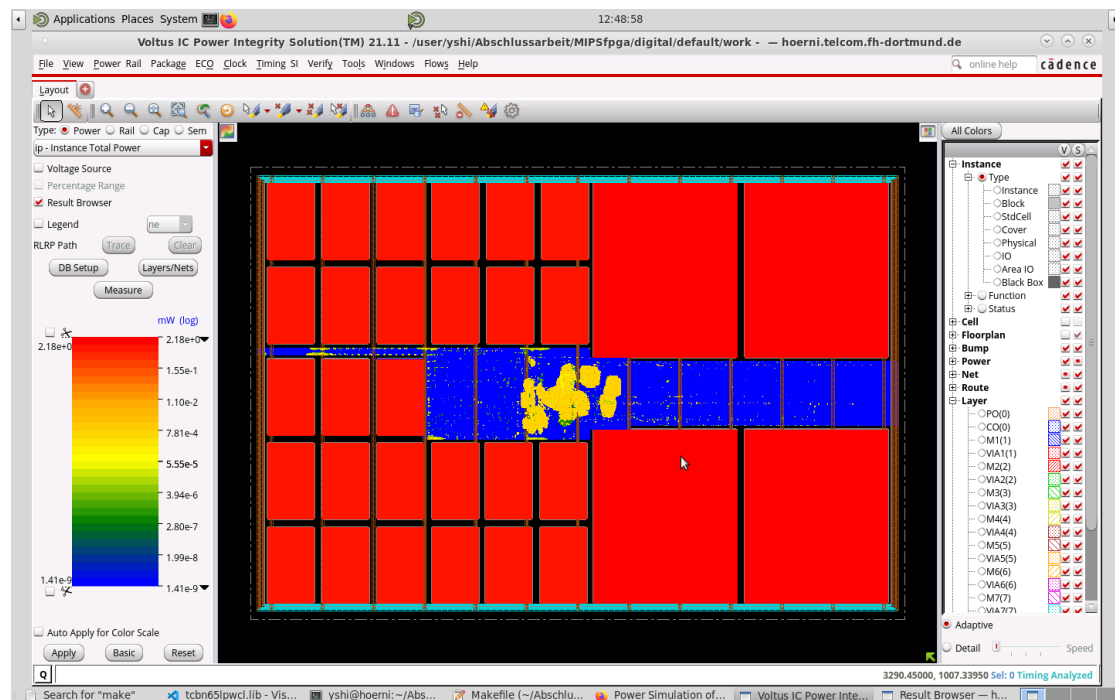 Applications Places System 12:48:58
Voltus IC Power Integrity Solution(TM) 21.11 - /user/yshi/Abschlussarbeit/MIPSfpga/digital/default/work - — hoerni.telcom.fh-dortmund.de
File View Power Rail Package ECO Clock Timing SI Verify Tools Windows Flows Help online help cādence
Layout
Type: Power Rail Cap Sem
ip - Instance Total Power
Voltage Source
Percentage Range
Result Browser
Legend ne
RLRP Path Trace Clear
DB Setup Layers/Nets
Measure
mW (log)
2.18e+0 2.18e+0
1.55e-1
1.10e-2
7.81e-4
5.55e-5
3.94e-6
2.80e-7
1.99e-8
1.41e-9 1.41e-9
Auto Apply for Color Scale
Apply Basic Reset
All Colors
V S
Instance
Type
Instance
Block
StdCell
Cover
Physical
IO
Area IO
Black Box
Function
Status
Cell
Floorplan
Bump
Power
Net
Route
Layer
PO(0)
CO(0)
M1(1)
VIA1(1)
M2(2)
VIA2(2)
M3(3)
VIA3(3)
M4(4)
VIA4(4)
M5(5)
VIA5(5)
M6(6)
VIA6(6)
M7(7)
VIA7(7)
Adaptive
Detail 1 Speed
Q 3290.45000, 1007.33950 Sel: 0 Timing Analyzed
Search for "make" tcbn65lpwcl.lib - Vis... yshi@hoerni:~/Abs... Makefile (~/Abschlu... Power Simulation of... Voltus IC Power Inte... Result Browser — h...